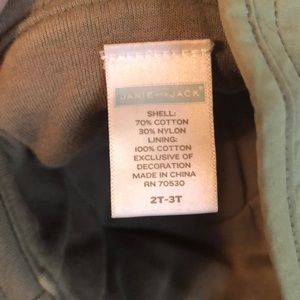 JANIE AND JACK®
SHELL:
70% COTTON
30% NYLON
LINING:
100% COTTON
EXCLUSIVE OF
DECORATION
MADE IN CHINA
RN 70530
2T-3T